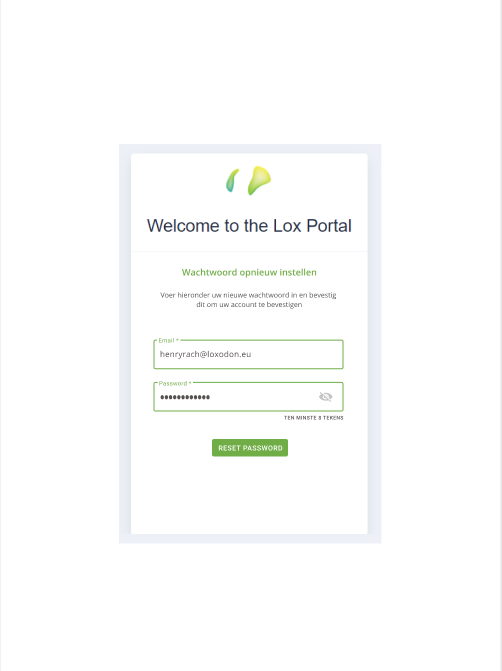 Welcome to the Lox Portal
Wachtwoord opnieuw instellen
Voer hieronder uw nieuwe wachtwoord in en bevestig
dit om uw account te bevestigen
Email *
henryrach@loxodon.eu
Password *
••••••••••••
TEN MINSTE 8 TEKENS
RESET PASSWORD